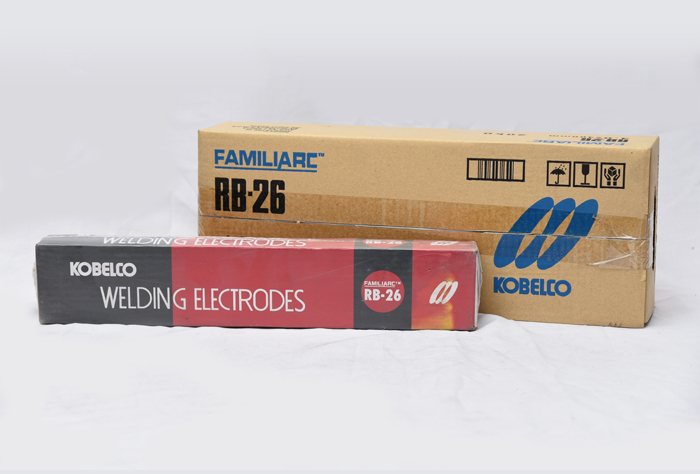 FAMILIARC™
RB-26
KOBELCO
WELDING ELECTRODES
RB-26
KOBELCO
WELDING ELECTRODES
FAMILIARC™
RB-26